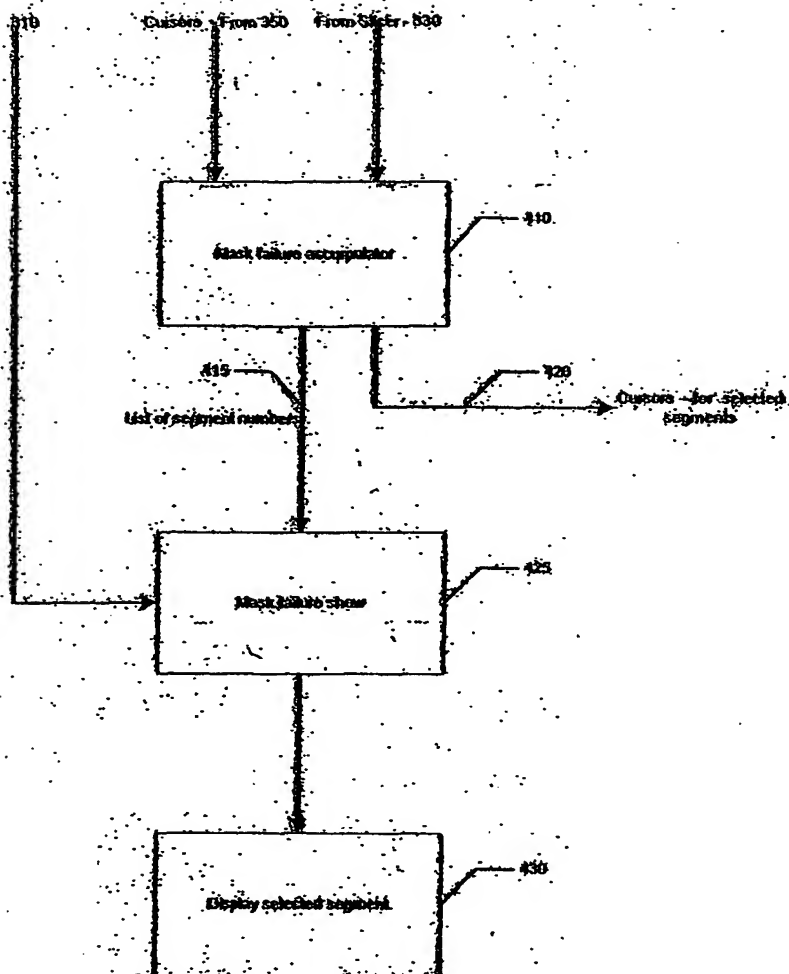 310 Cursors - From 350 From Slicer - 330
Mask failure accumulator
410
415
420
List of segment numbers
Cursors - for selected
segments
425
Mask failure show
430
Display selected segment